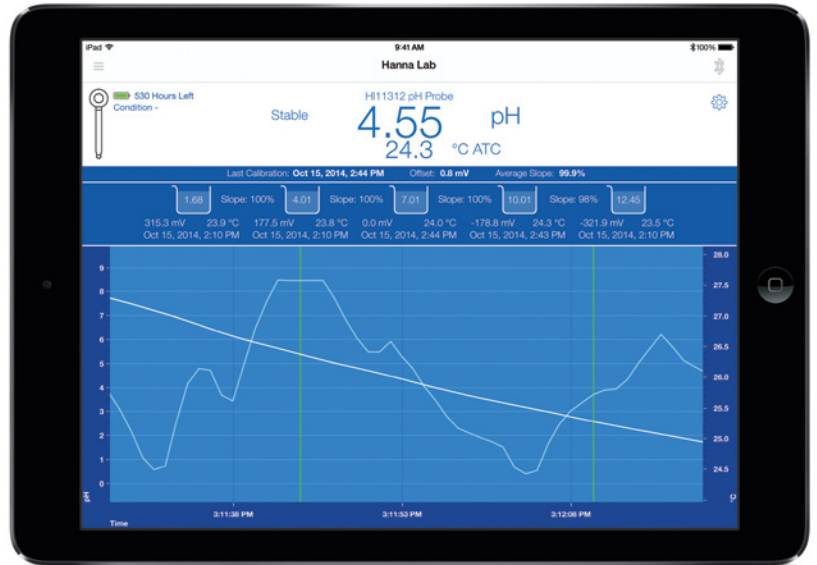 iPad 9:41 AM 100%
Hanna Lab
530 Hours Left
Condition -
Stable
HI11312 pH Probe
4.55 pH
24.3 °C ATC
Last Calibration: Oct 15, 2014, 2:44 PM Offset: 0.8 mV Average Slope: 99.9%
1.68 Slope: 100% 4.01 Slope: 100% 7.01 Slope: 100% 10.01 Slope: 98% 12.45
315.3 mV 23.9 °C 177.5 mV 23.8 °C 0.0 mV 24.0 °C -178.8 mV 24.3 °C -321.9 mV 23.5 °C
Oct 15, 2014, 2:10 PM Oct 15, 2014, 2:10 PM Oct 15, 2014, 2:44 PM Oct 15, 2014, 2:43 PM Oct 15, 2014, 2:10 PM
28.0
9
8 27.5
7 27.0
6 26.5
5 26.0
4
3 25.5
2 25.0
1 24.5
0
pH °C
3:11:38 PM 3:11:53 PM 3:12:08 PM
Time